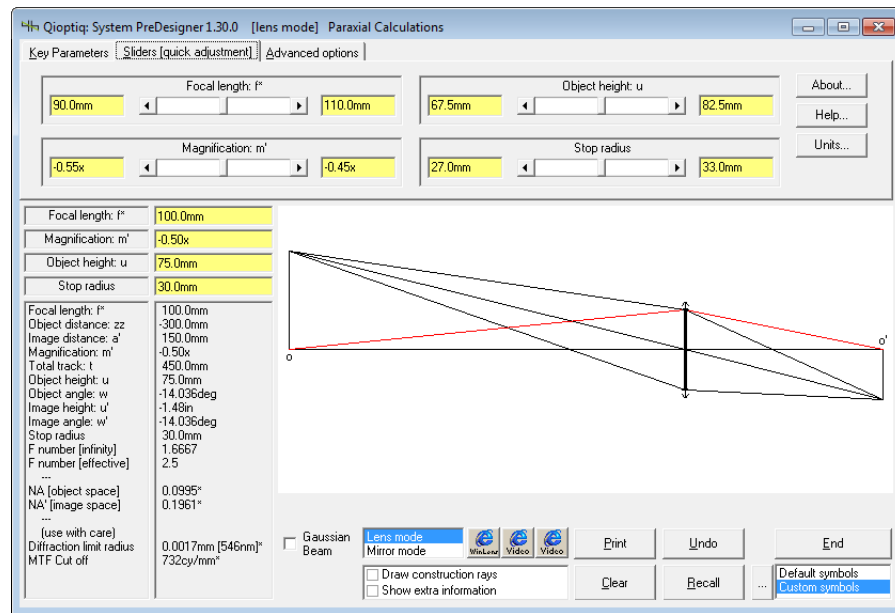 Qioptiq: System PreDesigner 1.30.0 [lens mode] Paraxial Calculations
Key Parameters Sliders [quick adjustment] Advanced options
Focal length: f*
90.0mm 110.0mm
Object height: u
67.5mm 82.5mm
About...
Help...
Magnification: m'
-0.55x -0.45x
Stop radius
27.0mm 33.0mm
Units...
Focal length: f* 100.0mm
Magnification: m' -0.50x
Object height: u 75.0mm
Stop radius 30.0mm
Focal length: f* 100.0mm
Object distance: zz -300.0mm
Image distance: a' 150.0mm
Magnification: m' -0.50x
Total track: t 450.0mm
Object height: u 75.0mm
Object angle: w -14.036deg
Image height: u' -1.48in
Image angle: w' -14.036deg
Stop radius 30.0mm
F number [infinity] 1.6667
F number [effective] 2.5
---
NA [object space] 0.0995*
NA' [image space] 0.1961*
---
(use with care)
Diffraction limit radius 0.0017mm [546nm]*
MTF Cut off 732cy/mm*
o
o'
Gaussian
Beam
Lens mode
Mirror mode
WinLens Video Video
Print
Undo
End
Draw construction rays
Show extra information
Clear
Recall
...
Default symbols
Custom symbols